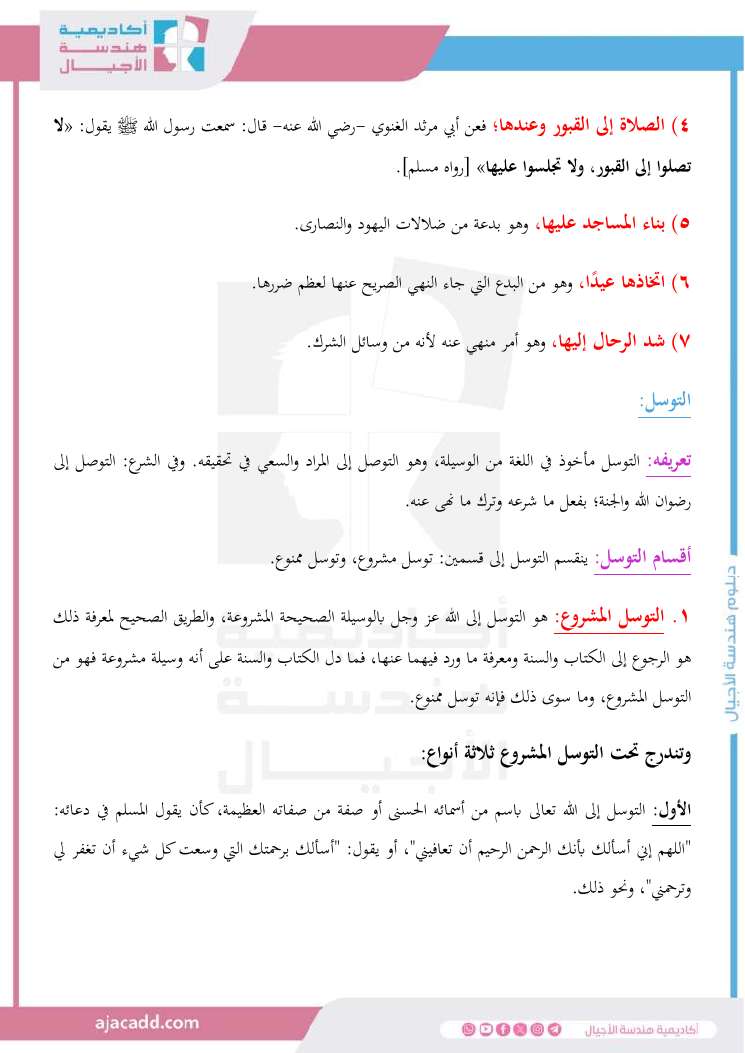 أكاديمية
هندسة
الأجيال
٤) الصلاة إلى القبور وعندها؛ فعن أبي مرثد الغنوي -رضي الله عنه- قال: سمعت رسول الله ﷺ يقول: «لا
تصلوا إلى القبور، ولا تجلسوا عليها» [رواه مسلم].
٥) بناء المساجد عليها، وهو بدعة من ضلالات اليهود والنصارى.
٦) اتخاذها عيدًا، وهو من البدع التي جاء النهي الصريح عنها لعظم ضررها.
٧) شد الرحال إليها، وهو أمر منهي عنه لأنه من وسائل الشرك.
التوسل:
تعريفه: التوسل مأخوذ في اللغة من الوسيلة، وهو التوصل إلى المراد والسعي في تحقيقه. وفي الشرع: التوصل إلى
رضوان الله والجنة؛ بفعل ما شرعه وترك ما نهى عنه.
أقسام التوسل: ينقسم التوسل إلى قسمين: توسل مشروع، وتوسل ممنوع.
١. التوسل المشروع: هو التوسل إلى الله عز وجل بالوسيلة الصحيحة المشروعة، والطريق الصحيح لمعرفة ذلك
هو الرجوع إلى الكتاب والسنة ومعرفة ما ورد فيهما عنها، فما دل الكتاب والسنة على أنه وسيلة مشروعة فهو من
التوسل المشروع، وما سوى ذلك فإنه توسل ممنوع.
وتندرج تحت التوسل المشروع ثلاثة أنواع:
الأول: التوسل إلى الله تعالى باسم من أسمائه الحسنى أو صفة من صفاته العظيمة، كأن يقول المسلم في دعائه:
"اللهم إني أسألك بأنك الرحمن الرحيم أن تعافيني"، أو يقول: "أسألك برحمتك التي وسعت كل شيء أن تغفر لي
وترحمني"، ونحو ذلك.
دبلوم هندسة الأجيال
أكاديمية هندسة الأجيال
ajacadd.com